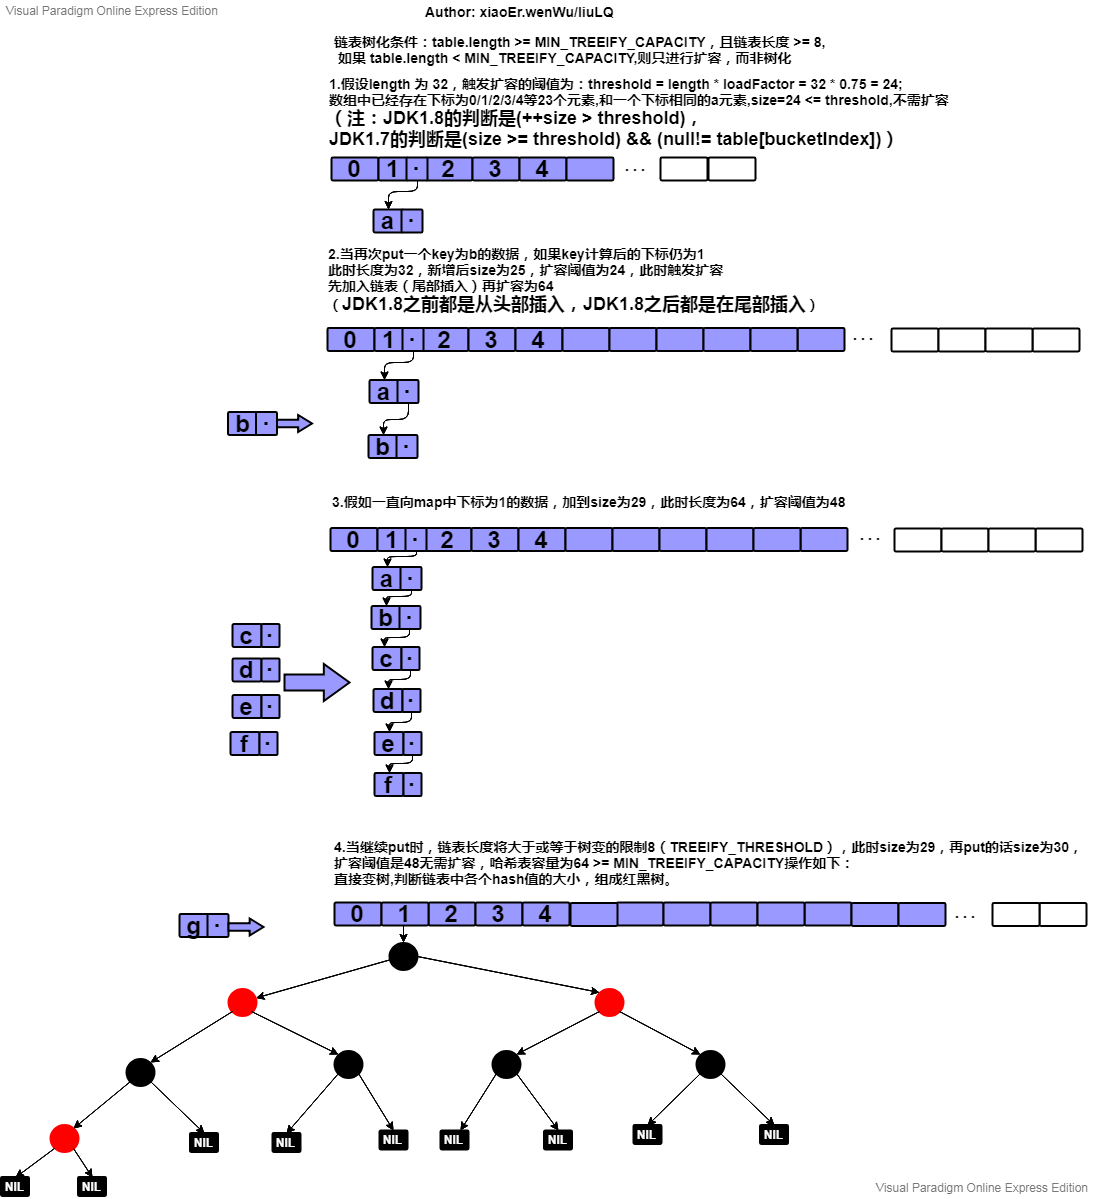 Visual Paradigm Online Express Edition
Author: xiaoEr.wenWu/liuLQ
链表树化条件：table.length >= MIN_TREEIFY_CAPACITY，且链表长度 >= 8,
如果 table.length < MIN_TREEIFY_CAPACITY,则只进行扩容，而非树化
1.假设length 为 32，触发扩容的阈值为：threshold = length * loadFactor = 32 * 0.75 = 24;
数组中已经存在下标为0/1/2/3/4等23个元素,和一个下标相同的a元素,size=24 <= threshold,不需扩容
（注：JDK1.8的判断是(++size > threshold)，
JDK1.7的判断是(size >= threshold) && (null!= table[bucketIndex])）
0 1 · 2 3 4 ···
a ·
2.当再次put一个key为b的数据，如果key计算后的下标仍为1
此时长度为32，新增后size为25，扩容阈值为24，此时触发扩容
先加入链表（尾部插入）再扩容为64
（JDK1.8之前都是从头部插入，JDK1.8之后都是在尾部插入）
0 1 · 2 3 4 ···
a ·
b ·
b ·
3.假如一直向map中下标为1的数据，加到size为29，此时长度为64，扩容阈值为48
0 1 · 2 3 4 ···
a ·
b ·
c ·
d ·
e ·
f ·
c ·
d ·
e ·
f ·
4.当继续put时，链表长度将大于或等于树变的限制8（TREEIFY_THRESHOLD），此时size为29，再put的话size为30，
扩容阈值是48无需扩容，哈希表容量为64 >= MIN_TREEIFY_CAPACITY操作如下：
直接变树,判断链表中各个hash值的大小，组成红黑树。
0 1 2 3 4 ···
g ·
NIL
NIL
NIL
NIL
NIL
NIL
NIL
NIL
NIL
Visual Paradigm Online Express Edition